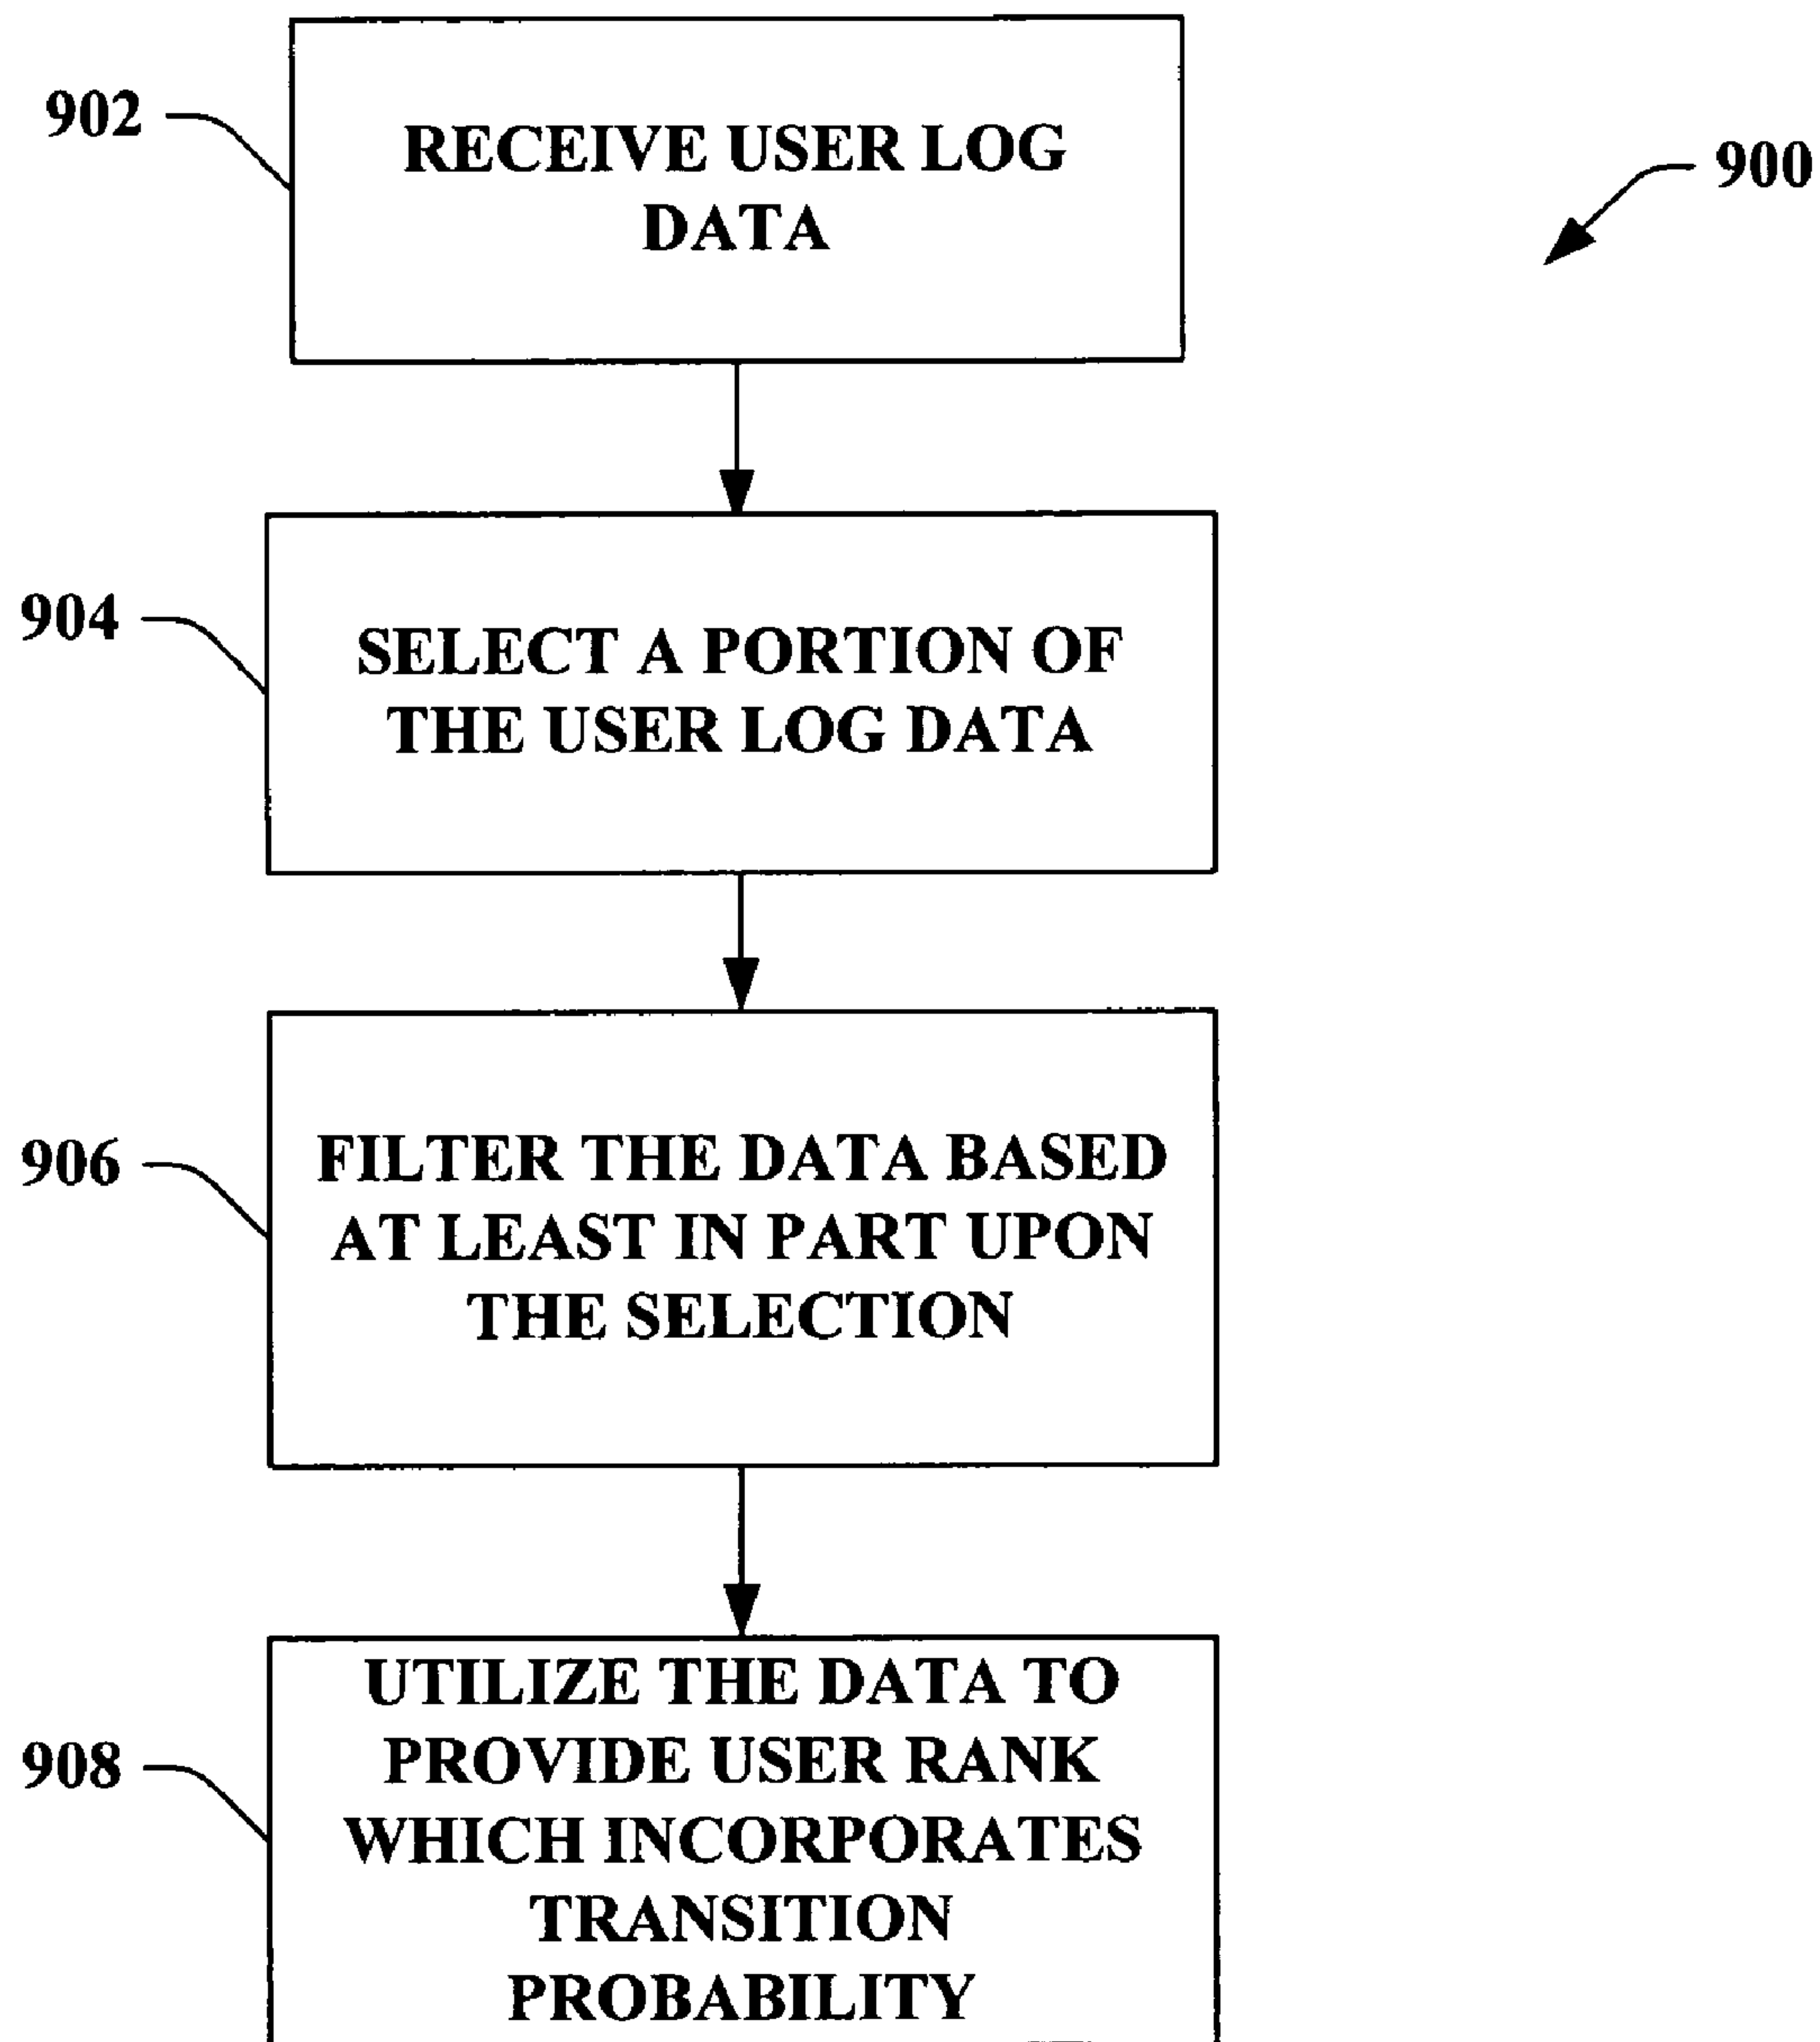 902
RECEIVE USER LOG
DATA
900
904
SELECT A PORTION OF
THE USER LOG DATA
906
FILTER THE DATA BASED
AT LEAST IN PART UPON
THE SELECTION
908
UTILIZE THE DATA TO
PROVIDE USER RANK
WHICH INCORPORATES
TRANSITION
PROBABILITY